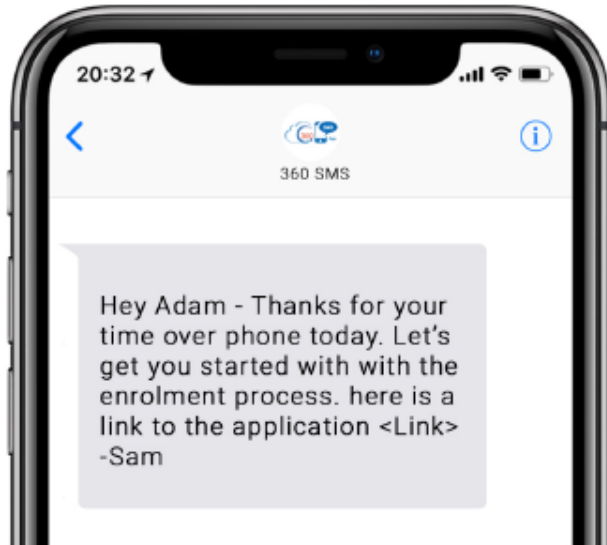 20:32
360 SMS
Hey Adam - Thanks for your
time over phone today. Let's
get you started with with the
enrolment process. here is a
link to the application <Link>
-Sam